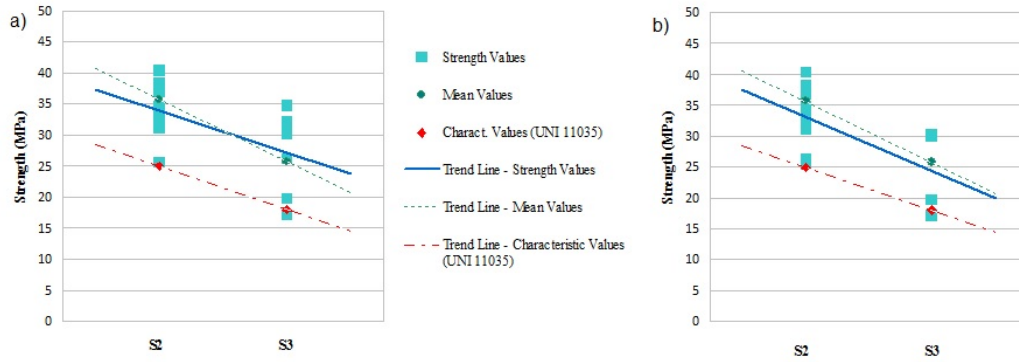 a)
50
45
40
35
30
25
20
15
10
5
0
Strength (MPa)
S2
S3
Strength Values
Mean Values
Charact. Values (UNI 11035)
Trend Line - Strength Values
Trend Line - Mean Values
Trend Line - Characteristic Values
(UNI 11035)
b)
50
45
40
35
30
25
20
15
10
5
0
Strength (MPa)
S2
S3